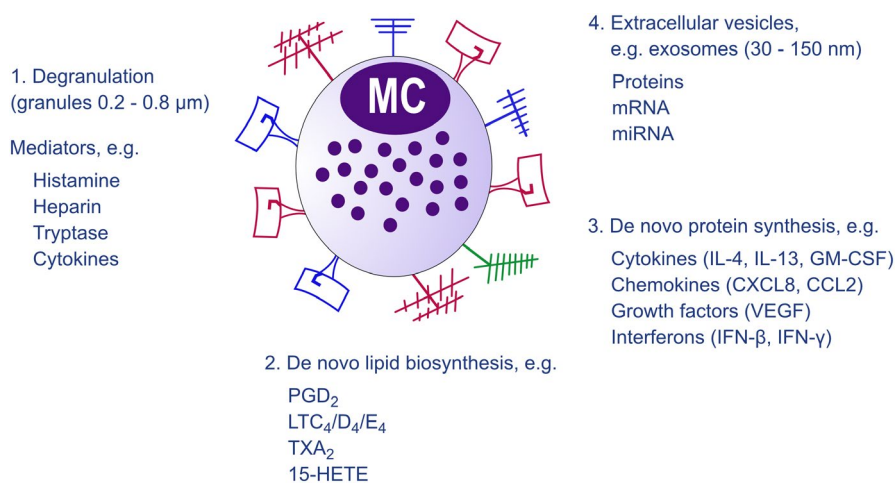 MC
1. Degranulation
(granules 0.2 - 0.8 µm)
Mediators, e.g.
Histamine
Heparin
Tryptase
Cytokines
2. De novo lipid biosynthesis, e.g.
PGD₂
LTC₄/D₄/E₄
TXA₂
15-HETE
3. De novo protein synthesis, e.g.
Cytokines (IL-4, IL-13, GM-CSF)
Chemokines (CXCL8, CCL2)
Growth factors (VEGF)
Interferons (IFN-β, IFN-γ)
4. Extracellular vesicles,
e.g. exosomes (30 - 150 nm)
Proteins
mRNA
miRNA